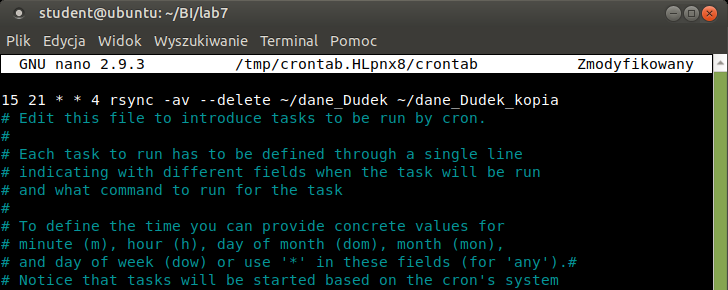 student@ubuntu: ~/BI/lab7
Plik Edycja Widok Wyszukiwanie Terminal Pomoc
GNU nano 2.9.3 /tmp/crontab.HLpnx8/crontab Zmodyfikowany
15 21 * * 4 rsync -av --delete ~/dane_Dudek ~/dane_Dudek_kopia
# Edit this file to introduce tasks to be run by cron.
#
# Each task to run has to be defined through a single line
# indicating with different fields when the task will be run
# and what command to run for the task
#
# To define the time you can provide concrete values for
# minute (m), hour (h), day of month (dom), month (mon),
# and day of week (dow) or use '*' in these fields (for 'any').#
# Notice that tasks will be started based on the cron's system